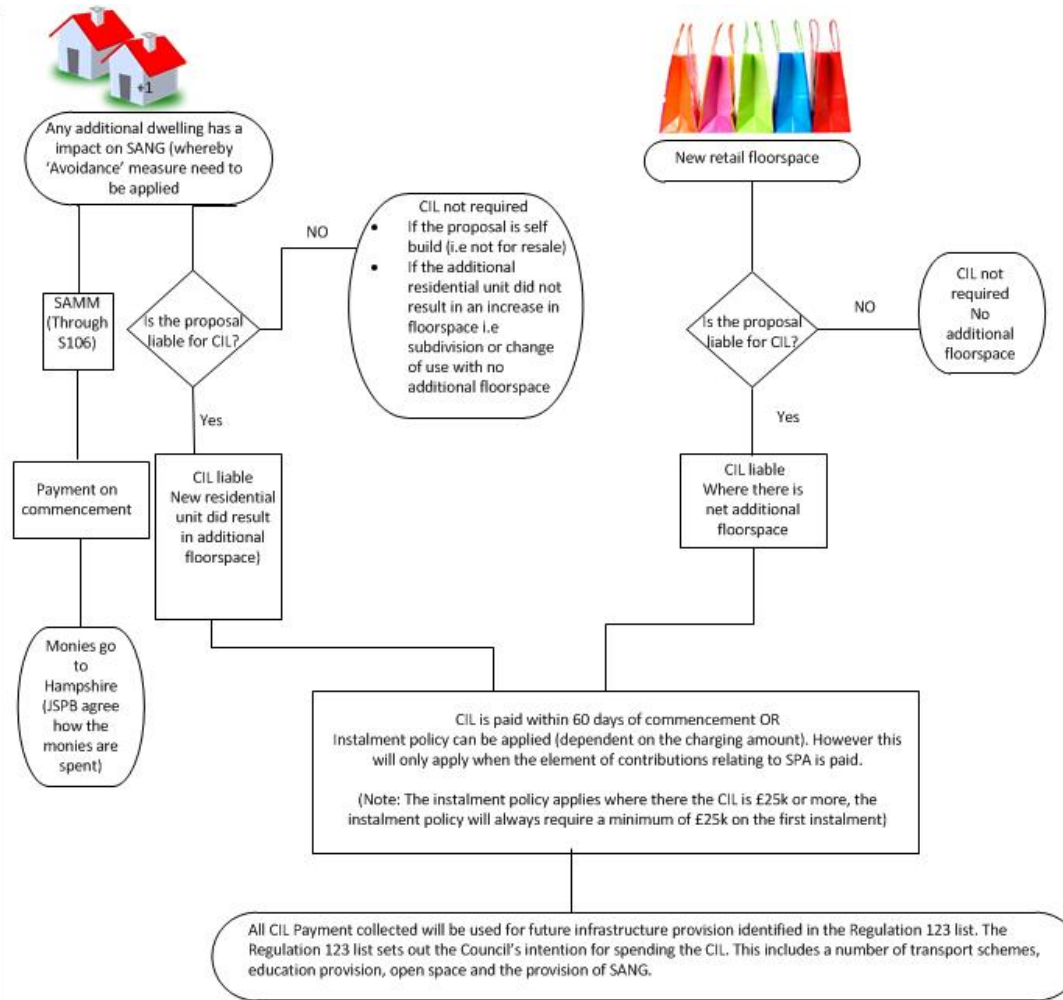 +1
Any additional dwelling has a
impact on SANG (whereby
‘Avoidance’ measure need to
be applied
New retail floorspace
NO
CIL not required
• If the proposal is self
build (i.e not for resale)
• If the additional
residential unit did not
result in an increase in
floorspace i.e
subdivision or change
of use with no
additional floorspace
SAMM
(Through
S106)
Is the proposal
liable for CIL?
Is the proposal
liable for CIL?
NO
CIL not
required
No
additional
floorspace
Yes
Yes
Payment on
commencement
CIL liable
New residential
unit did result
in additional
floorspace)
CIL liable
Where there is
net additional
floorspace
Monies go
to
Hampshire
(JSPB agree
how the
monies are
spent)
CIL is paid within 60 days of commencement OR
Instalment policy can be applied (dependent on the charging amount). However this
will only apply when the element of contributions relating to SPA is paid.
(Note: The instalment policy applies where there the CIL is £25k or more, the
instalment policy will always require a minimum of £25k on the first instalment)
All CIL Payment collected will be used for future infrastructure provision identified in the Regulation 123 list. The
Regulation 123 list sets out the Council’s intention for spending the CIL. This includes a number of transport schemes,
education provision, open space and the provision of SANG.